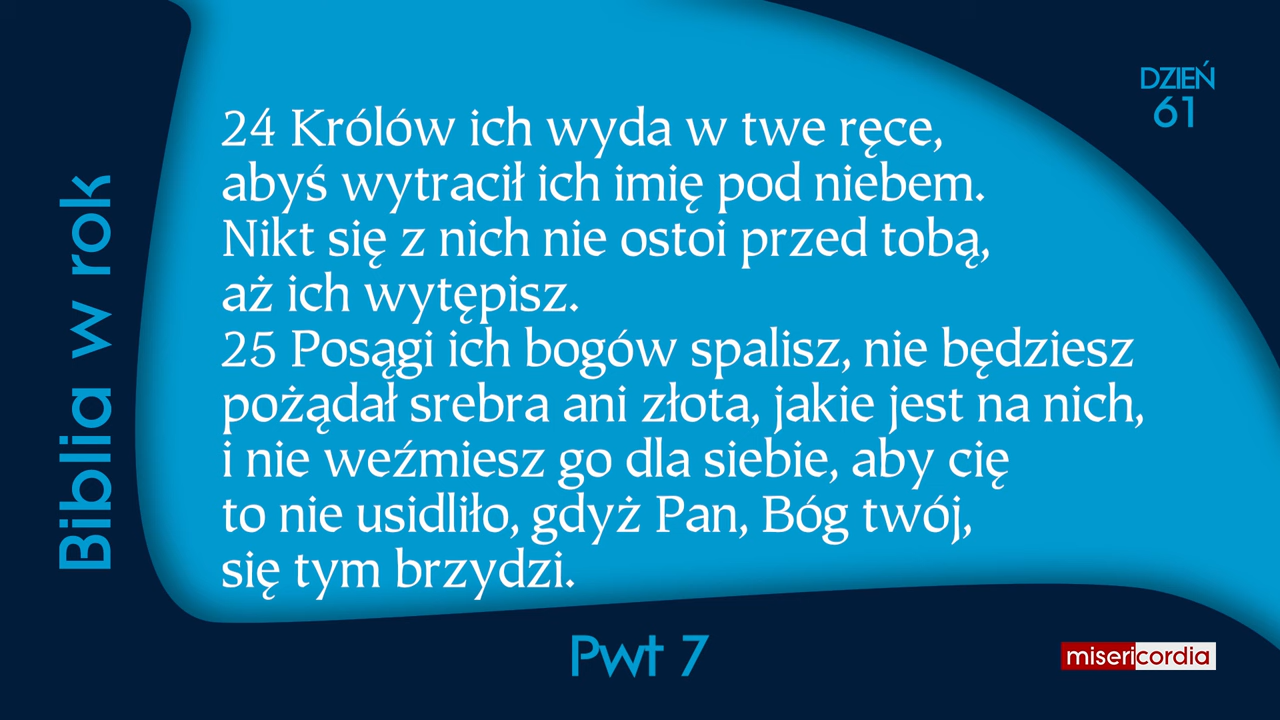 DZIEŃ
61
24 Królów ich wyda w twe ręce,
abyś wytracił ich imię pod niebem.
Nikt się z nich nie ostoi przed tobą,
aż ich wytępisz.
25 Posągi ich bogów spalisz, nie będziesz
pożądał srebra ani złota, jakie jest na nich,
i nie weźmiesz go dla siebie, aby cię
to nie usidliło, gdyż Pan, Bóg twój,
się tym brzydzi.
Biblia w rok
Pwt 7
misericordia